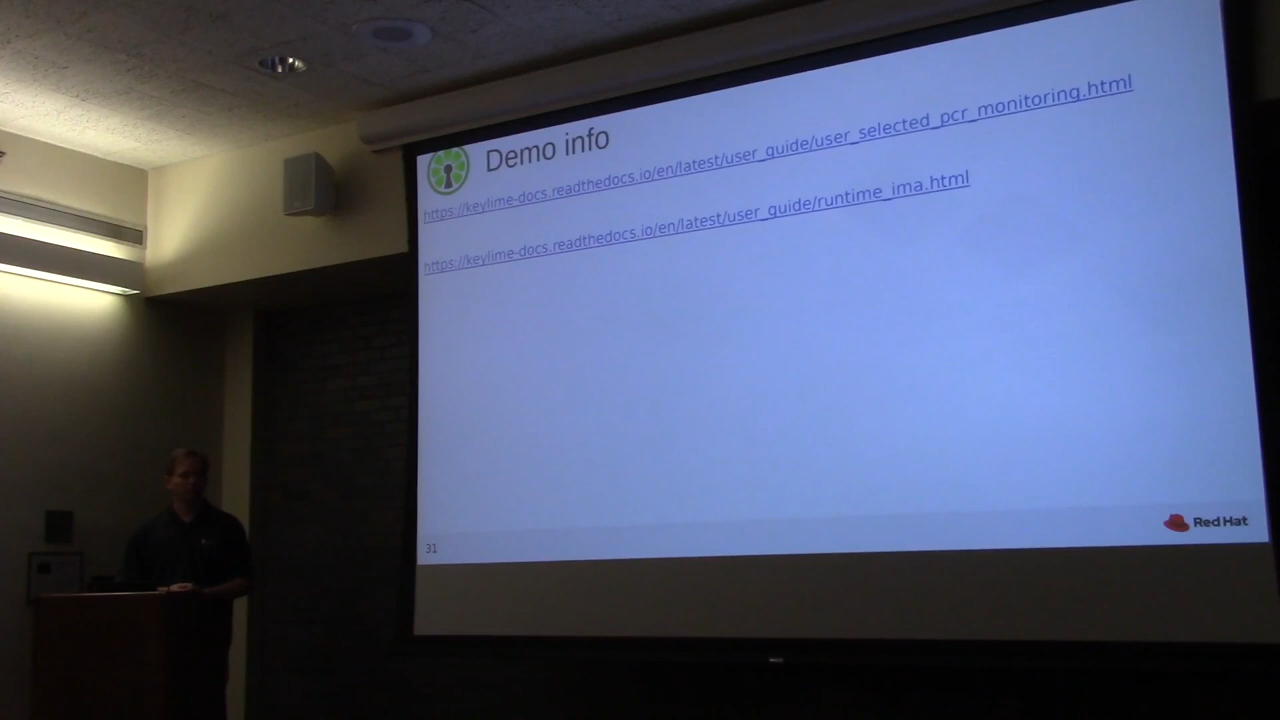 Demo info
https://keylime-docs.readthedocs.io/en/latest/user_guide/user_selected_pcr_monitoring.html
https://keylime-docs.readthedocs.io/en/latest/user_guide/runtime_ima.html
31
Red Hat